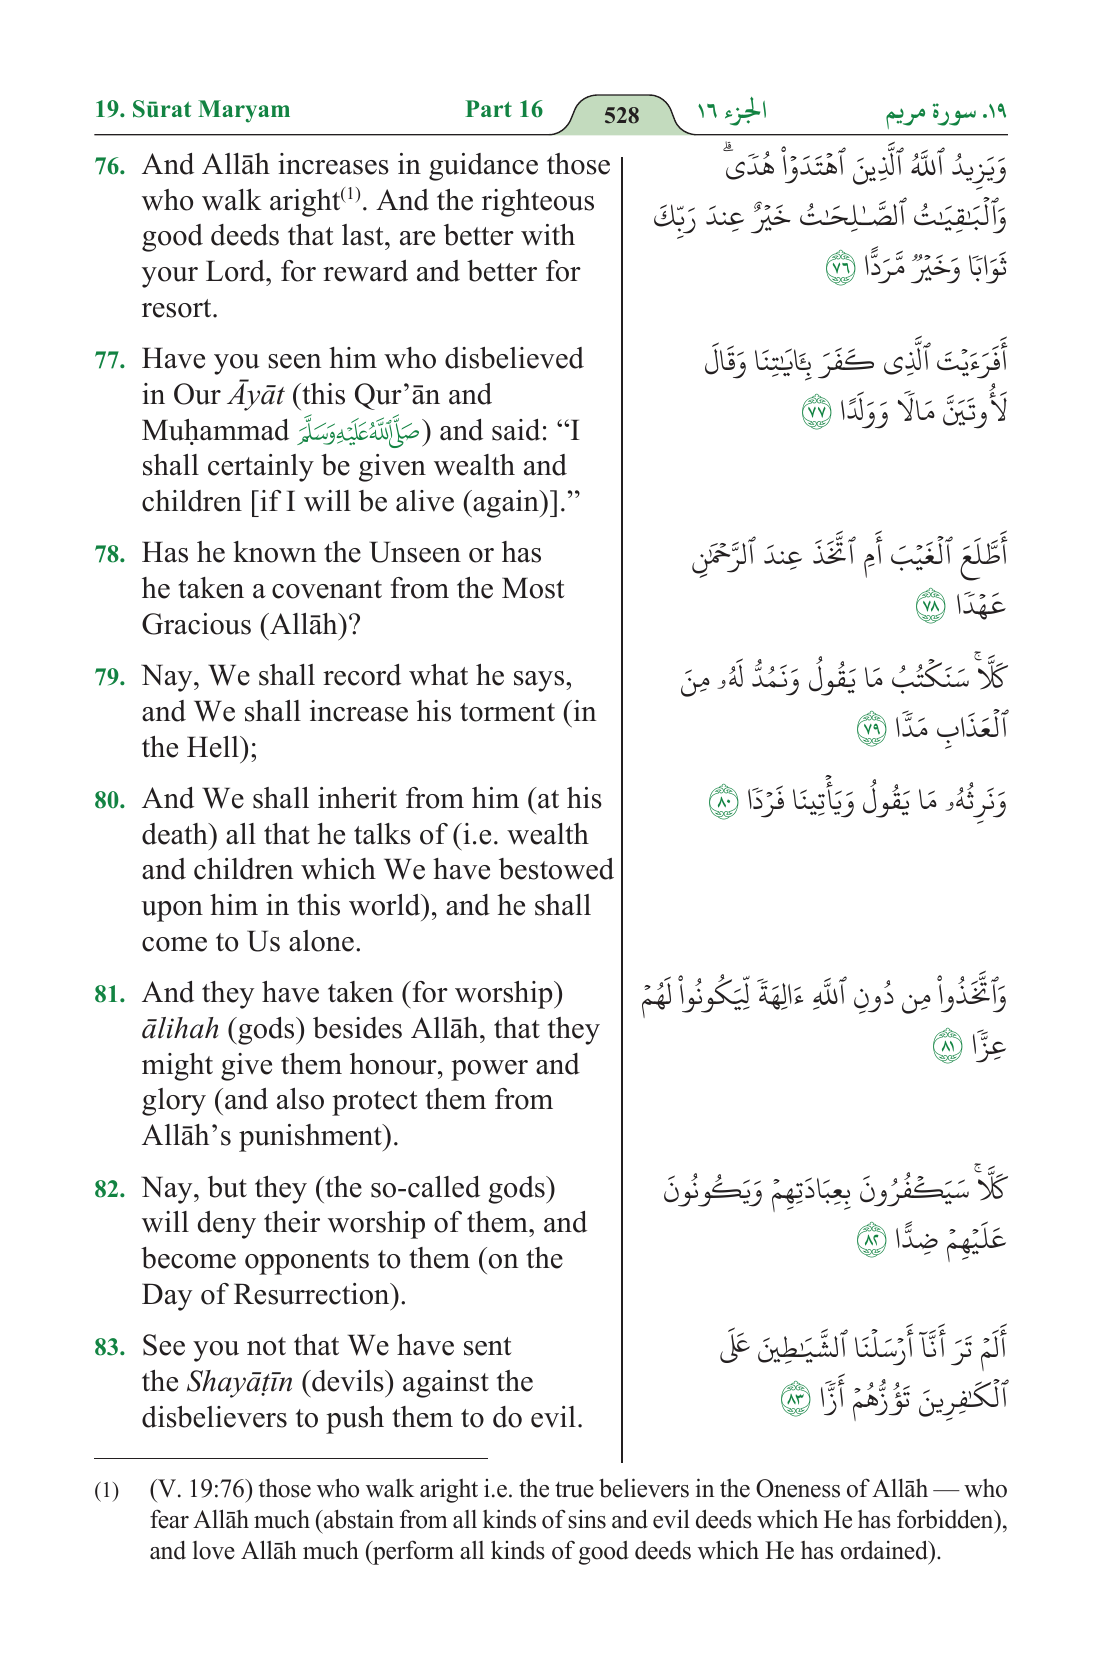 19. Sūrat Maryam Part 16 528 الجزء ١٦ ١٩. سورة مريم
76. And Allāh increases in guidance those
who walk aright(1). And the righteous
good deeds that last, are better with
your Lord, for reward and better for
resort.
وَيَزِيدُ ٱللَّهُ ٱلَّذِينَ ٱهْتَدَوْا۟ هُدًى ۗ
وَٱلْبَـٰقِيَـٰتُ ٱلصَّـٰلِحَـٰتُ خَيْرٌ عِندَ رَبِّكَ
ثَوَابًا وَخَيْرٌ مَّرَدًّا ٧٦
77. Have you seen him who disbelieved
in Our Āyāt (this Qur’ān and
Muḥammad صلى الله عليه وسلم) and said: “I
shall certainly be given wealth and
children [if I will be alive (again)].”
أَفَرَءَيْتَ ٱلَّذِى كَفَرَ بِـَٔايَـٰتِنَا وَقَالَ
لَأُوتَيَنَّ مَالًا وَوَلَدًا ٧٧
78. Has he known the Unseen or has
he taken a covenant from the Most
Gracious (Allāh)?
أَطَّلَعَ ٱلْغَيْبَ أَمِ ٱتَّخَذَ عِندَ ٱلرَّحْمَـٰنِ
عَهْدًا ٧٨
79. Nay, We shall record what he says,
and We shall increase his torment (in
the Hell);
كَلَّا ۚ سَنَكْتُبُ مَا يَقُولُ وَنَمُدُّ لَهُۥ مِنَ
ٱلْعَذَابِ مَدًّا ٧٩
80. And We shall inherit from him (at his
death) all that he talks of (i.e. wealth
and children which We have bestowed
upon him in this world), and he shall
come to Us alone.
وَنَرِثُهُۥ مَا يَقُولُ وَيَأْتِينَا فَرْدًا ٨٠
81. And they have taken (for worship)
ālihah (gods) besides Allāh, that they
might give them honour, power and
glory (and also protect them from
Allāh’s punishment).
وَٱتَّخَذُوا۟ مِن دُونِ ٱللَّهِ ءَالِهَةً لِّيَكُونُوا۟ لَهُمْ
عِزًّا ٨١
82. Nay, but they (the so-called gods)
will deny their worship of them, and
become opponents to them (on the
Day of Resurrection).
كَلَّا ۚ سَيَكْفُرُونَ بِعِبَادَتِهِمْ وَيَكُونُونَ
عَلَيْهِمْ ضِدًّا ٨٢
83. See you not that We have sent
the Shayāṭīn (devils) against the
disbelievers to push them to do evil.
أَلَمْ تَرَ أَنَّآ أَرْسَلْنَا ٱلشَّيَـٰطِينَ عَلَى
ٱلْكَـٰفِرِينَ تَؤُزُّهُمْ أَزًّا ٨٣
(1) (V. 19:76) those who walk aright i.e. the true believers in the Oneness of Allāh — who
fear Allāh much (abstain from all kinds of sins and evil deeds which He has forbidden),
and love Allāh much (perform all kinds of good deeds which He has ordained).